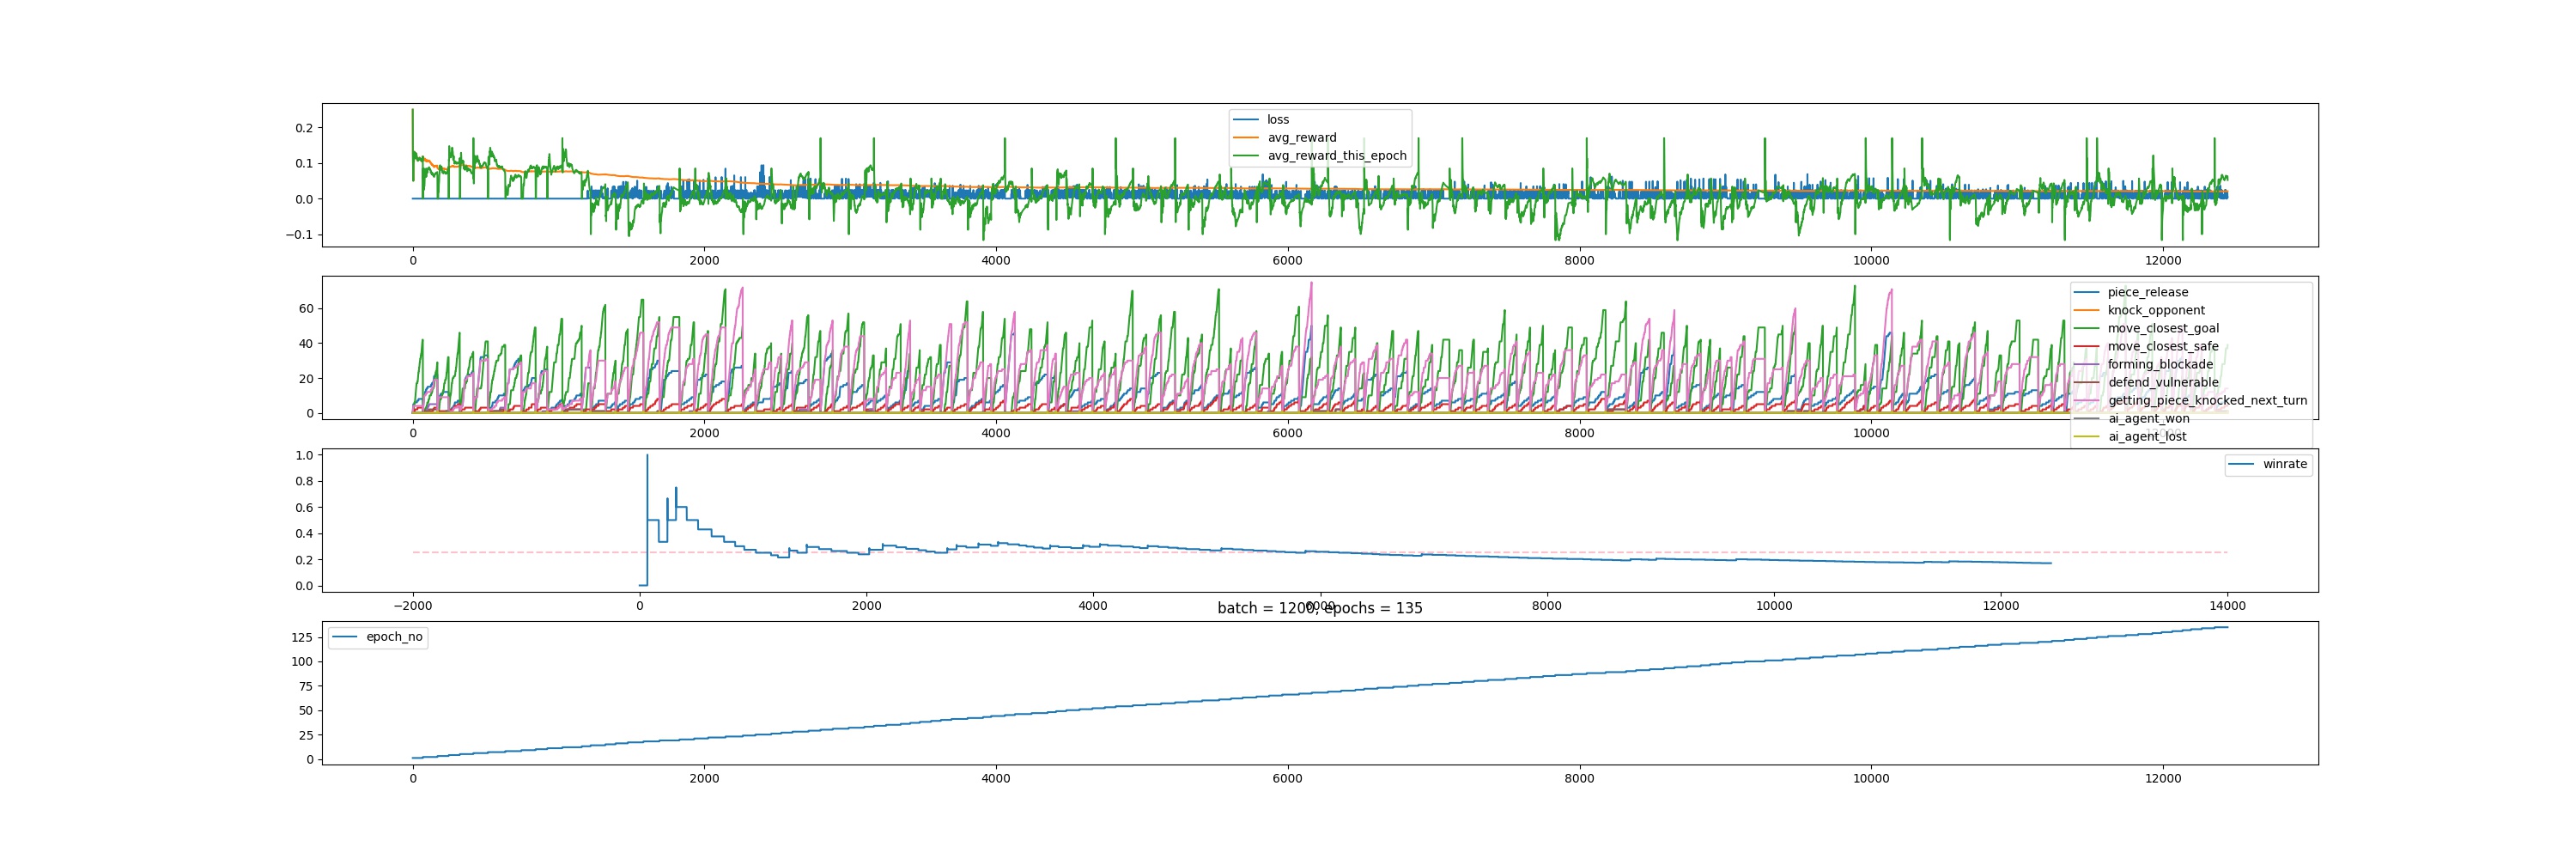 0.2
0.1
0.0
−0.1
loss
avg_reward
avg_reward_this_epoch
0 2000 4000 6000 8000 10000 12000
60
40
20
0
piece_release
knock_opponent
move_closest_goal
move_closest_safe
forming_blockade
defend_vulnerable
getting_piece_knocked_next_turn
ai_agent_won
ai_agent_lost
0 2000 4000 6000 8000 10000 12000
1.0
0.8
0.6
0.4
0.2
0.0
winrate
−2000 0 2000 4000 6000 8000 10000 12000 14000
batch = 1200, epochs = 135
125
100
75
50
25
0
epoch_no
0 2000 4000 6000 8000 10000 12000